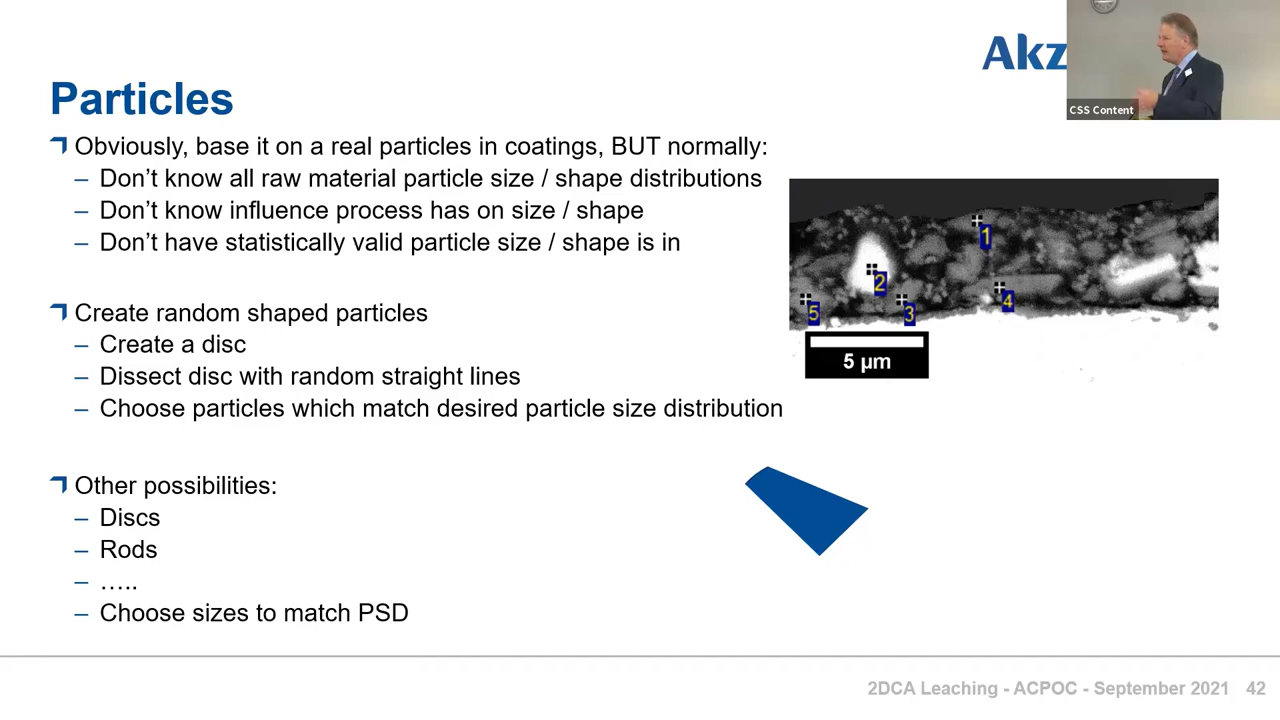 Akz
CSS Content
Particles
Obviously, base it on a real particles in coatings, BUT normally:
– Don’t know all raw material particle size / shape distributions
– Don’t know influence process has on size / shape
– Don’t have statistically valid particle size / shape is in
1
2
3
4
5
5 µm
Create random shaped particles
– Create a disc
– Dissect disc with random straight lines
– Choose particles which match desired particle size distribution
Other possibilities:
– Discs
– Rods
– …..
– Choose sizes to match PSD
2DCA Leaching - ACPOC - September 2021 42